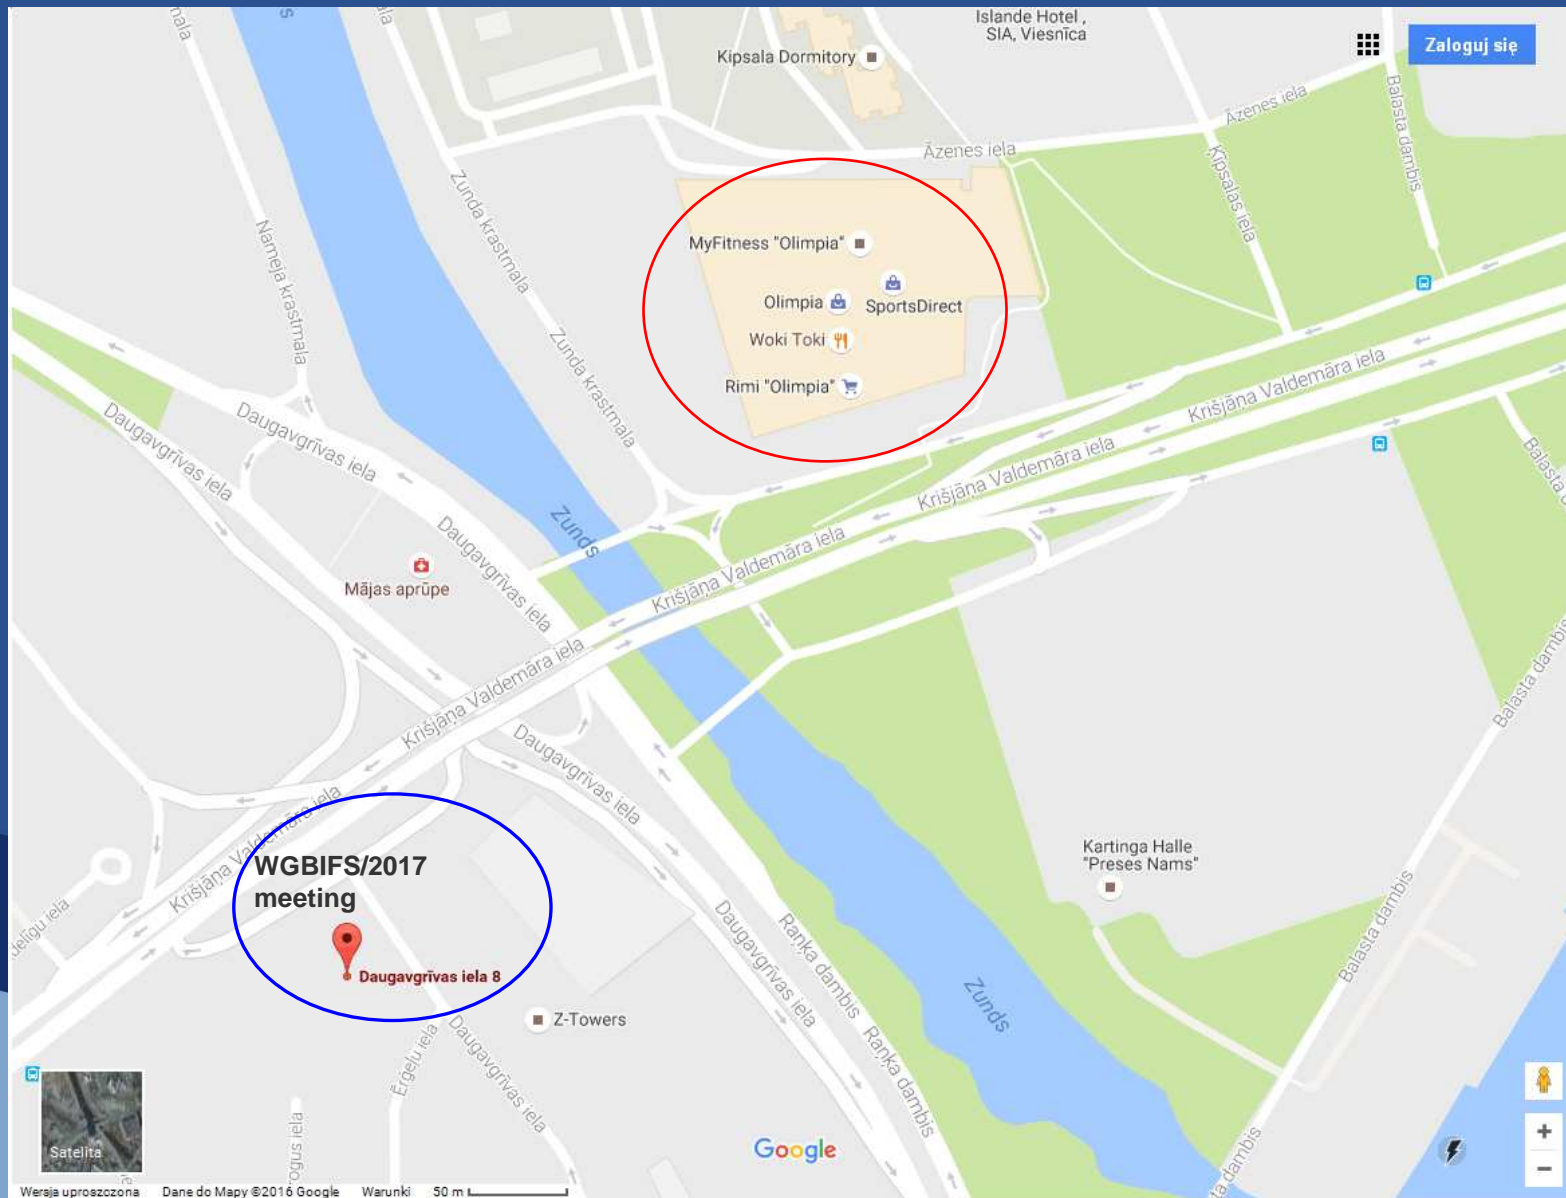 Islande Hotel ,
SIA, Viesnīca
Zaloguj się
Kipsala Dormitory
Āzenes iela
Āzenes iela
Balasta dambis
Ķīpsalas iela
Zunda krastmala
Nameja krastmala
MyFitness "Olimpia"
Olimpia
SportsDirect
Woki Toki
Rimi "Olimpia"
Zunda krastmala
Krišjāņa Valdemāra iela
Krišjāņa Valdemāra iela
Krišjāņa Valdemāra iela
Krišjāņa Valdemāra iela
Krišjāņa Valdemāra iela
Daugavgrīvas iela
Daugavgrīvas iela
Daugavgrīvas iela
Zunds
Mājas aprūpe
Balasta dambis
Daugavgrīvas iela
WGBIFS/2017
meeting
Daugavgrīvas iela 8
Kartinga Halle
"Preses Nams"
Z-Towers
Daugavgrīvas iela
Ranka dambis
Ranka dambis
Zunds
Balasta dambis
Ērgeļu iela
Daugavgrīvas iela
Satelita
Google
Wersja uproszczona
Dane do Mapy ©2016 Google
Warunki
50 m